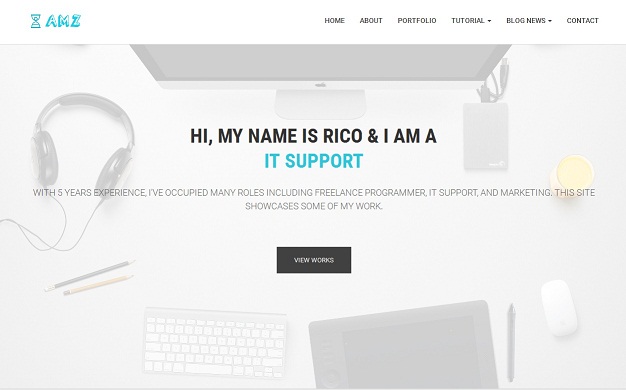 AMZ
HOME ABOUT PORTFOLIO TUTORIAL BLOG NEWS CONTACT
HI, MY NAME IS RICO & I AM A
IT SUPPORT
WITH 5 YEARS EXPERIENCE, I'VE OCCUPIED MANY ROLES INCLUDING FREELANCE PROGRAMMER, IT SUPPORT, AND MARKETING. THIS SITE
SHOWCASES SOME OF MY WORK.
VIEW WORKS